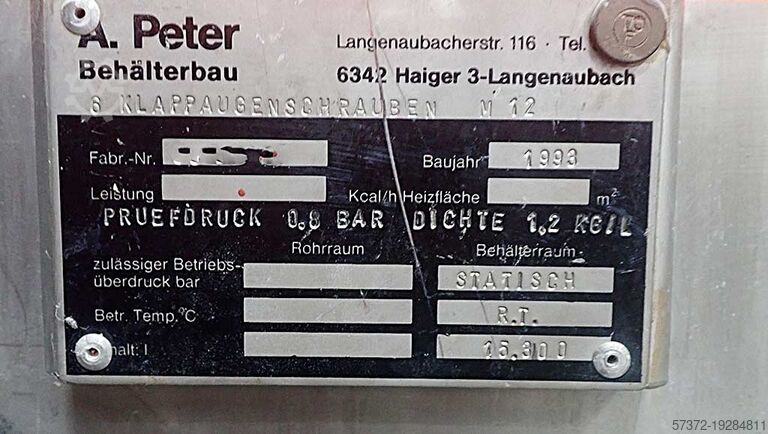 A. Peter Langenaubacherstr. 116 · Tel.
Behälterbau 6342 Haiger 3-Langenaubach
6 KLAPPAUGENSCHRAUBEN M 12
Fabr.-Nr. Baujahr 1993
Leistung Kcal/h Heizfläche m²
PRUEFDRUCK 0,8 BAR DICHTE 1,2 KG/L
Rohrraum Behälterraum
zulässiger Betriebs- STATISCH
überdruck bar
Betr. Temp. °C R.T.
Inhalt: l 15.300
57372-19284811